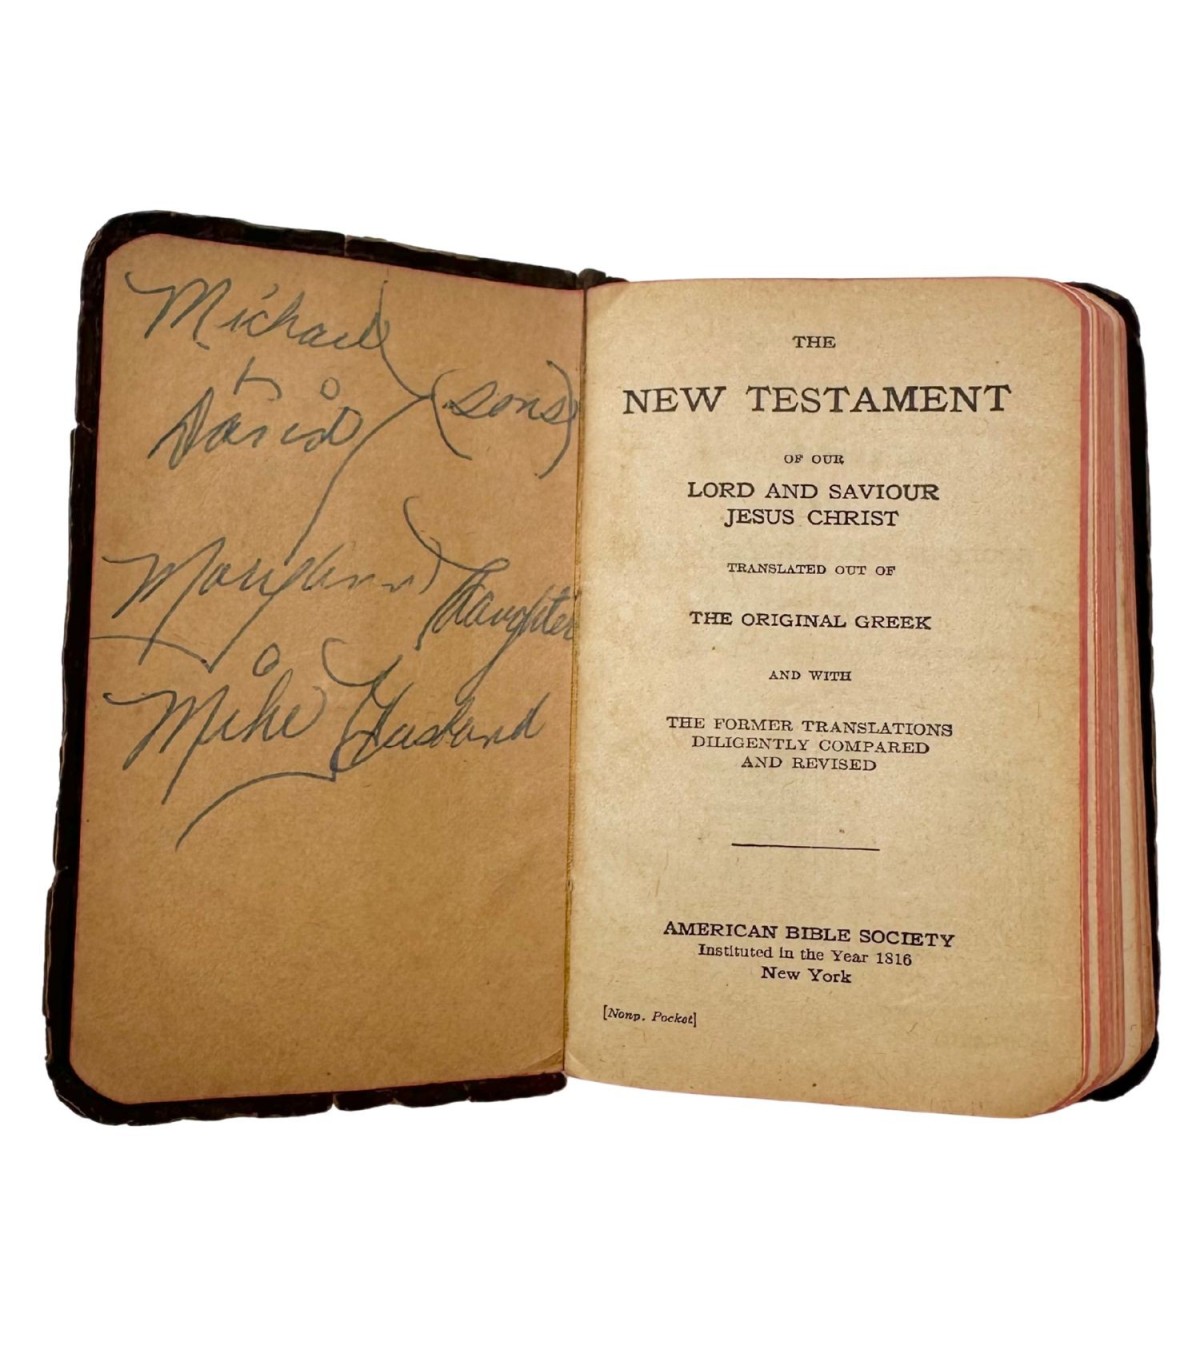 Michael
David
(sons)
Daughter
Mike Husband
THE
NEW TESTAMENT
OF OUR
LORD AND SAVIOUR
JESUS CHRIST
TRANSLATED OUT OF
THE ORIGINAL GREEK
AND WITH
THE FORMER TRANSLATIONS
DILIGENTLY COMPARED
AND REVISED
AMERICAN BIBLE SOCIETY
Instituted in the Year 1816
New York
[Nonp. Pocket]